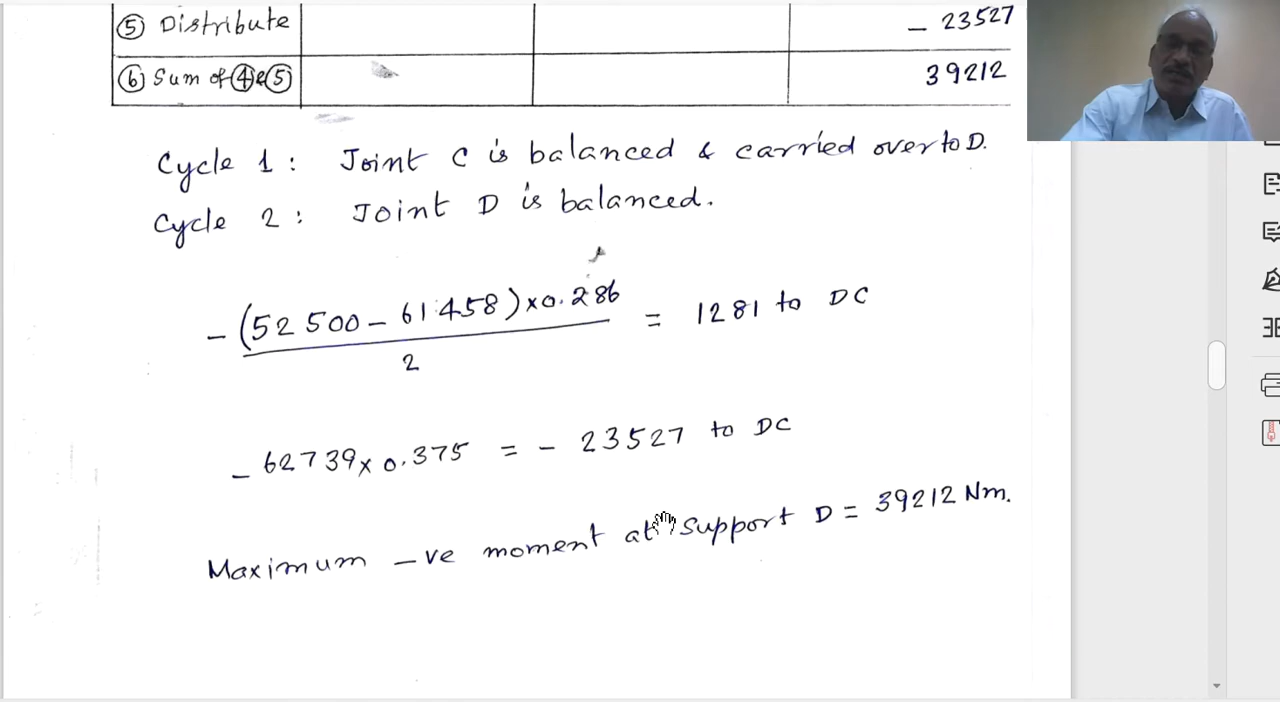 ⑤ Distribute - 23527
⑥ Sum of ④&⑤ 39212
Cycle 1: Joint C is balanced & carried over to D.
Cycle 2: Joint D is balanced.
-(52500-61458)×0.286
2
= 1281 to DC
-62739×0.375 = -23527 to DC
Maximum -ve moment at support D = 39212 Nm.